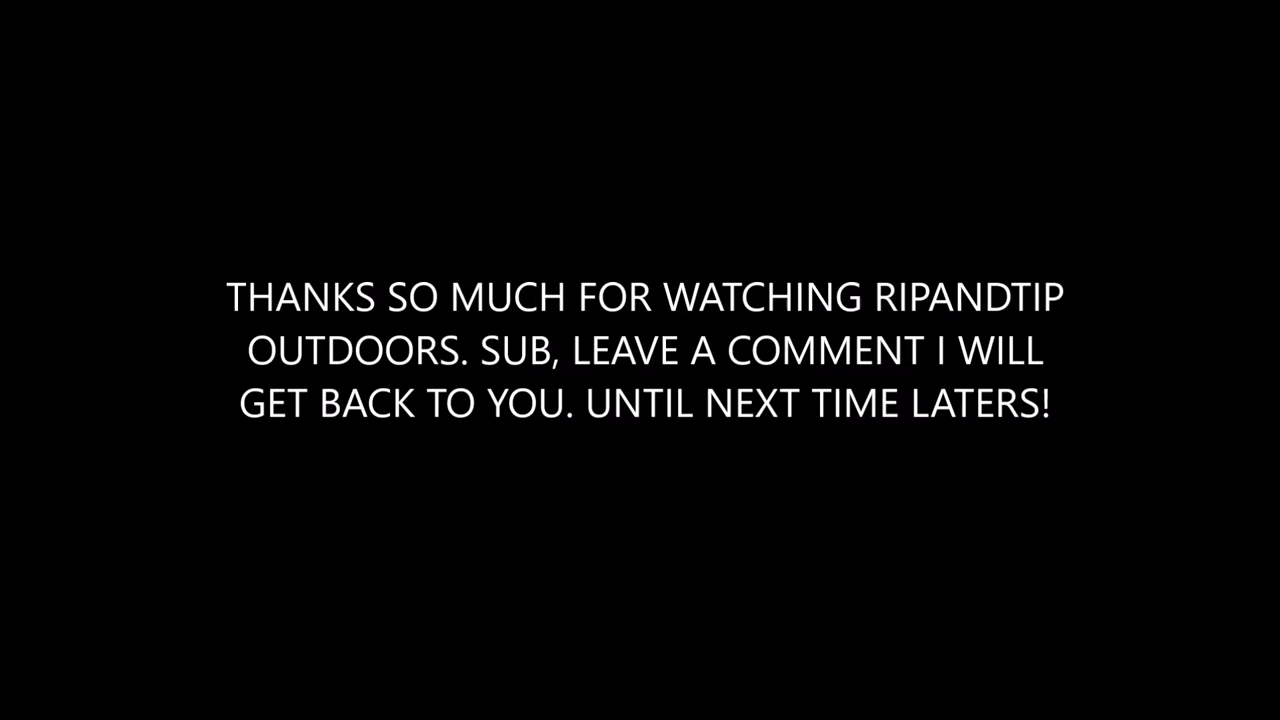 THANKS SO MUCH FOR WATCHING RIPANDTIP
OUTDOORS. SUB, LEAVE A COMMENT I WILL
GET BACK TO YOU. UNTIL NEXT TIME LATERS!